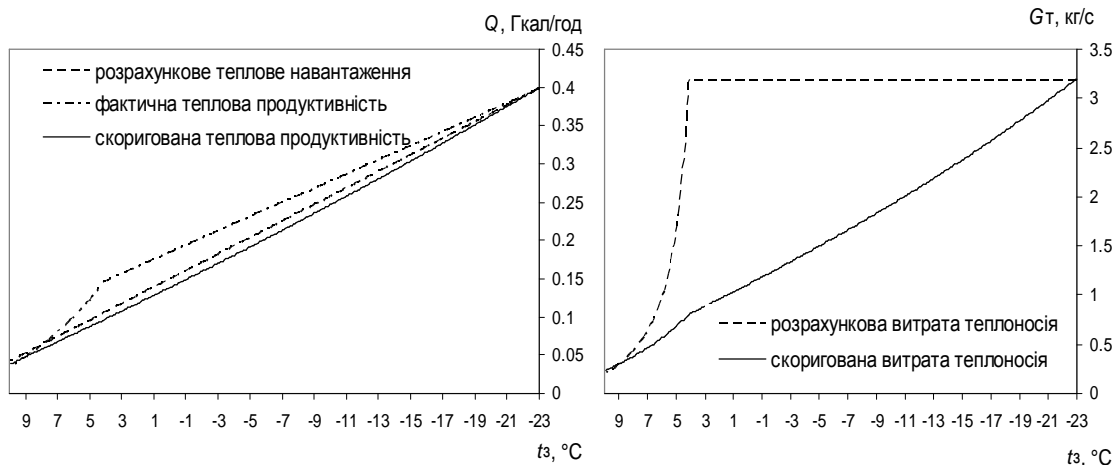 Q, Гкал/год
0.45
0.4
0.35
0.3
0.25
0.2
0.15
0.1
0.05
0
розрахункове теплове навантаження
фактична теплова продуктивність
скоригована теплова продуктивність
9 7 5 3 1 -1 -3 -5 -7 -9 -11 -13 -15 -17 -19 -21 -23
tз, °C
Gт, кг/с
3.5
3
2.5
2
1.5
1
0.5
0
розрахункова витрата теплоносія
скоригована витрата теплоносія
9 7 5 3 1 -1 -3 -5 -7 -9 -11 -13 -15 -17 -19 -21 -23
tз, °C